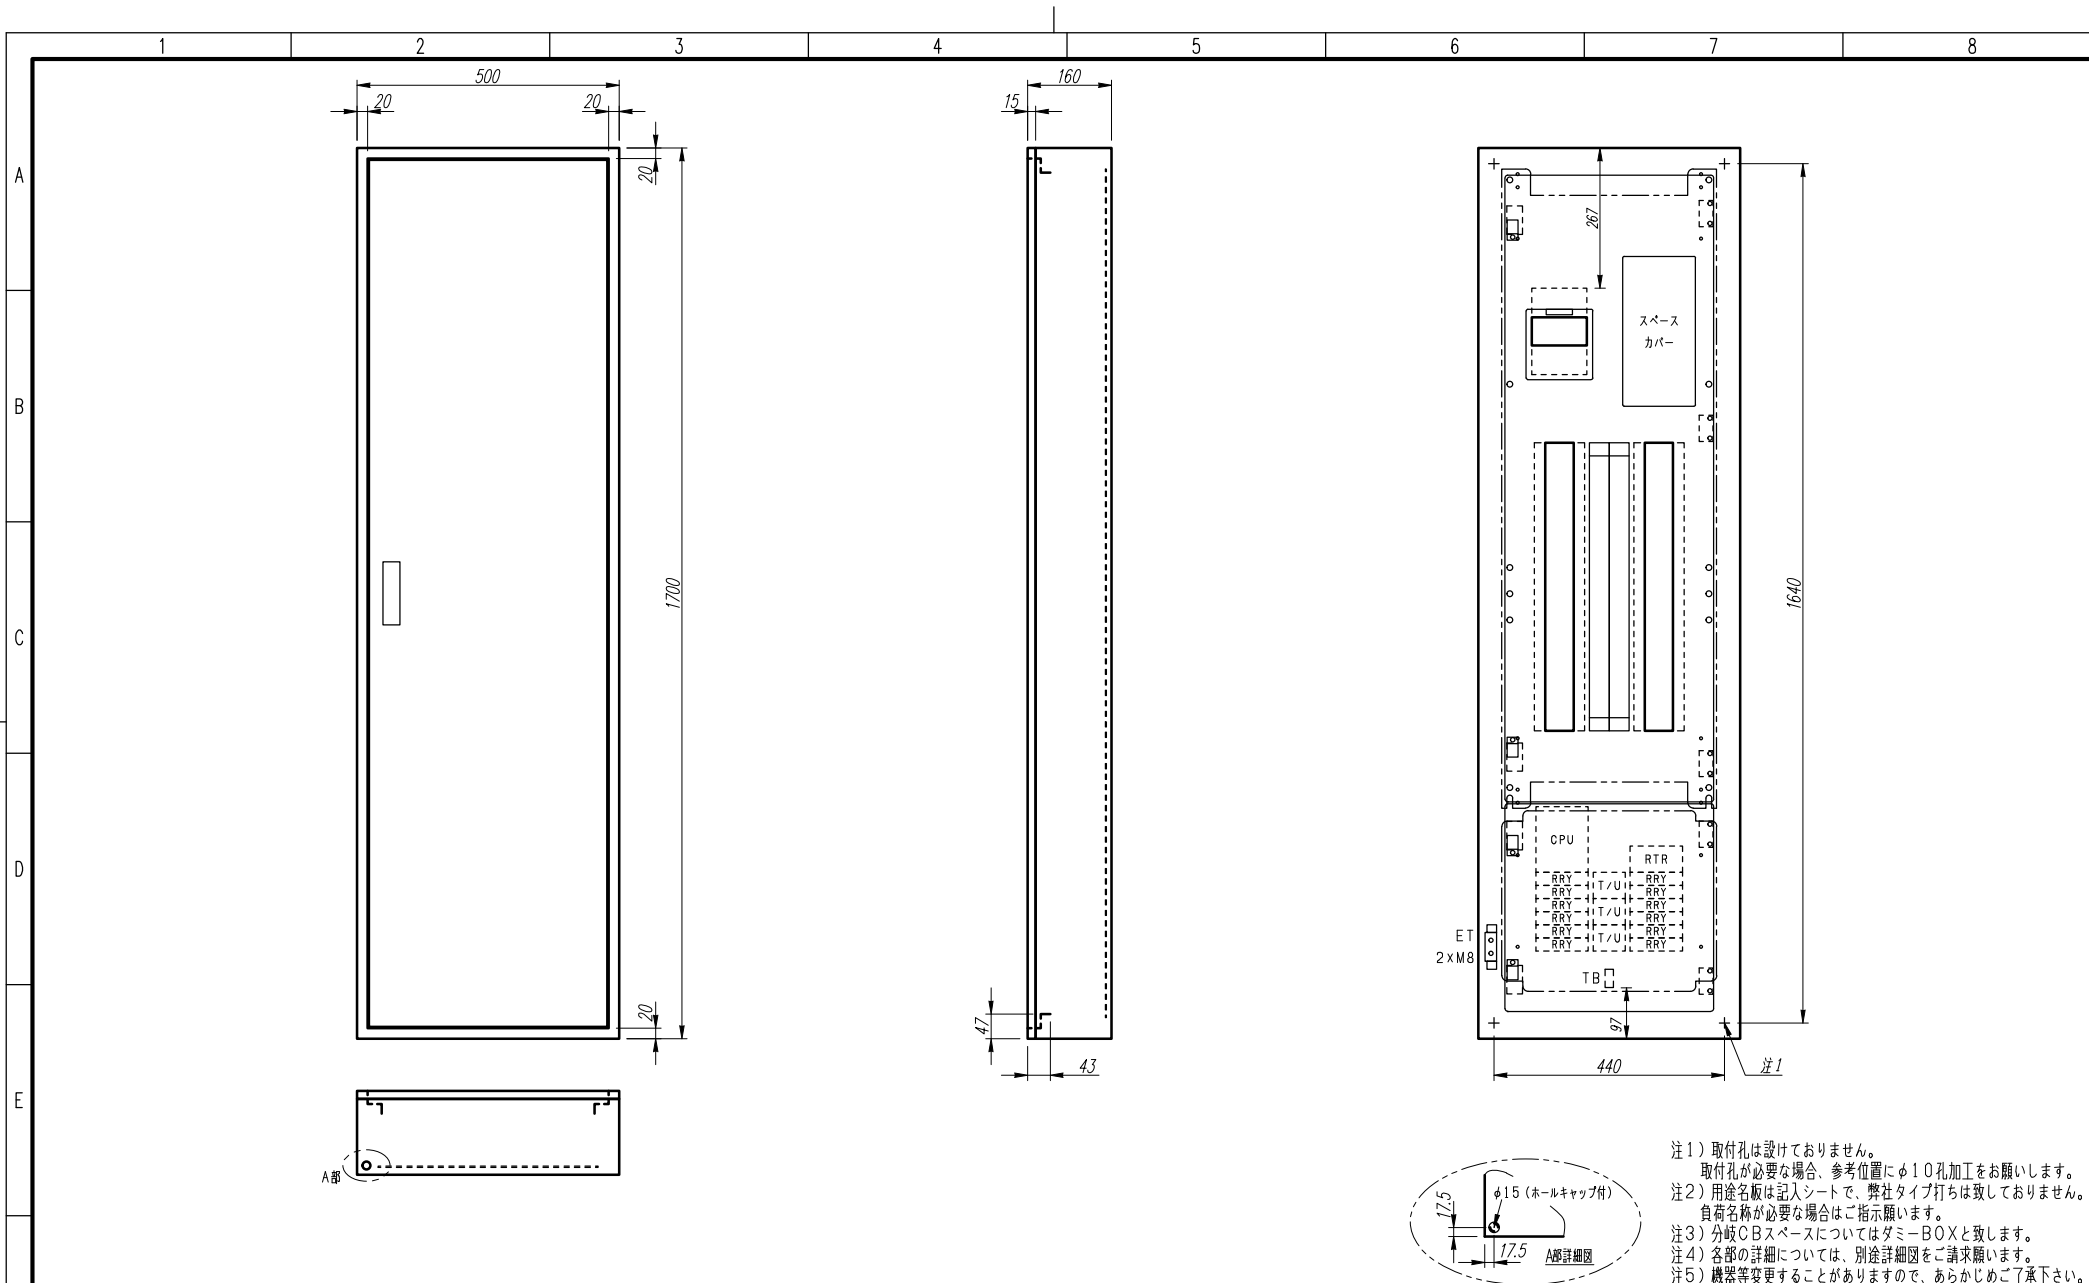 1 2 3 4 5 6 7 8
A
B
C
D
E
500
20
20
20
1700
20
160
15
47
43
267
1640
スペース
カバー
CPU
RTR
RRY T/U RRY
RRY RRY
RRY T/U RRY
RRY RRY
RRY T/U RRY
RRY RRY
ET
2×M8
TB
97
440
注1
A部
17.5
φ15(ホールキャップ付)
17.5
A部詳細図
注1)取付孔は設けておりません。
取付孔が必要な場合、参考位置にφ10孔加工をお願いします。
注2)用途名板は記入シートで、弊社タイプ打ちは致しておりません。
負荷名称が必要な場合はご指示願います。
注3)分岐CBスペースについてはダミーBOXと致します。
注4)各部の詳細については、別途詳細図をご請求願います。
注5)機器等変更することがありますので、あらかじめご了承下さい。